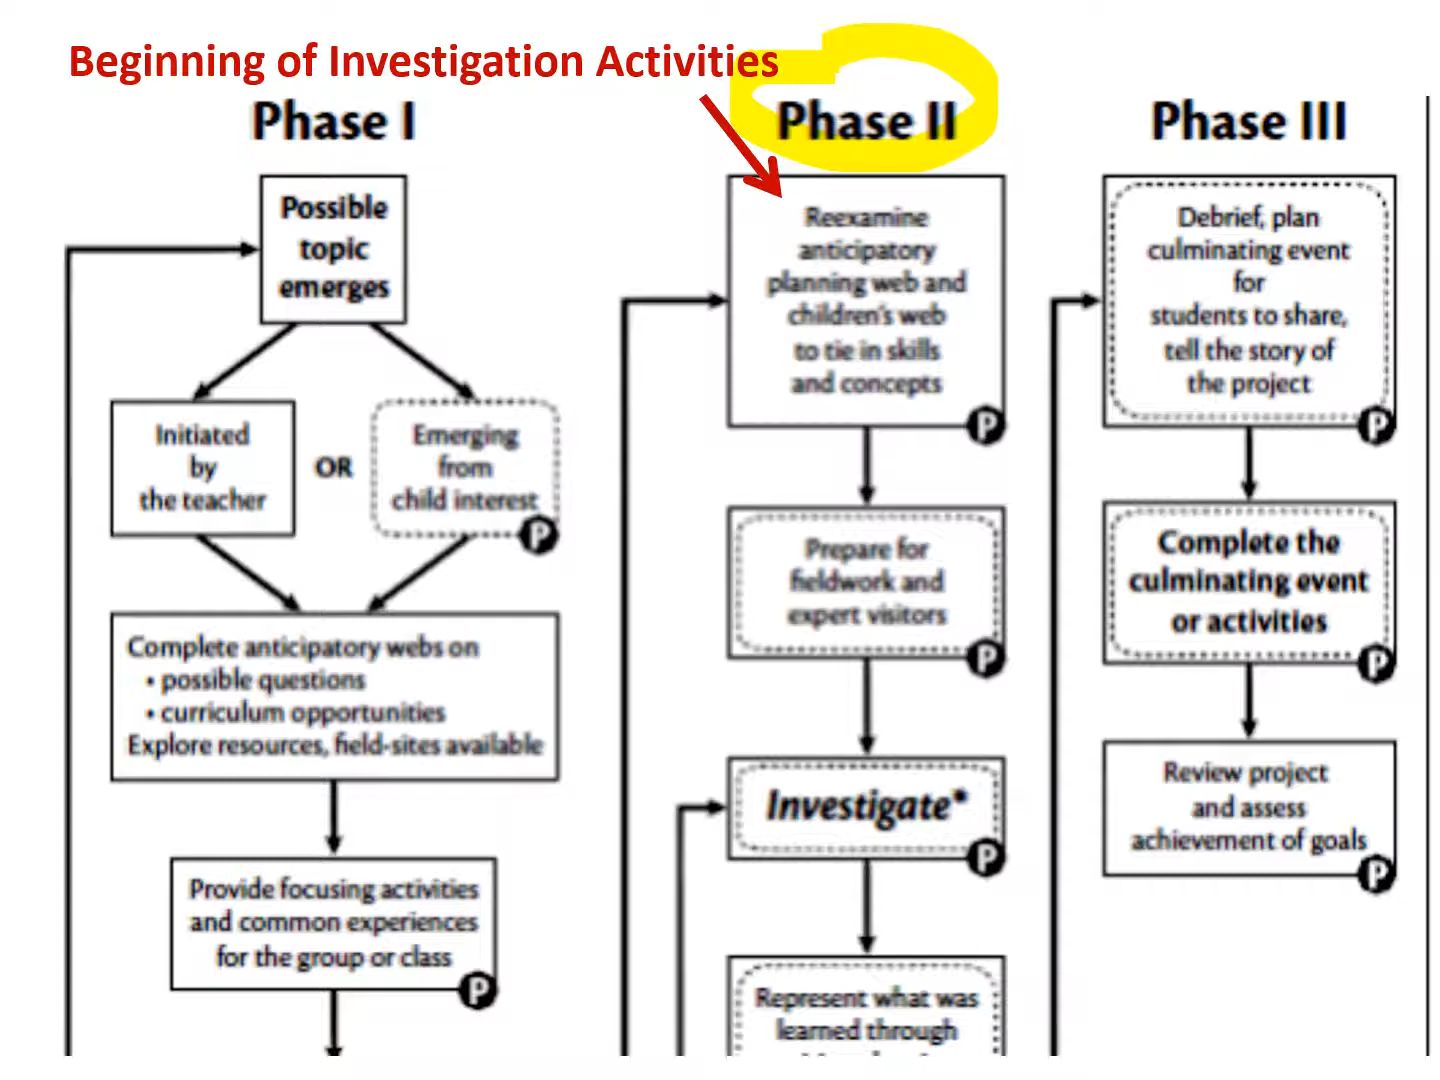 Beginning of Investigation Activities
Phase I
Possible
topic
emerges
Initiated
by
the teacher
OR
Emerging
from
child interest
P
Complete anticipatory webs on
• possible questions
• curriculum opportunities
Explore resources, field-sites available
Provide focusing activities
and common experiences
for the group or class
P
Phase II
Reexamine
anticipatory
planning web and
children's web
to tie in skills
and concepts
P
Prepare for
fieldwork and
expert visitors
P
Investigate*
P
Represent what was
learned through
Phase III
Debrief, plan
culminating event
for
students to share,
tell the story of
the project
P
Complete the
culminating event
or activities
P
Review project
and assess
achievement of goals
P